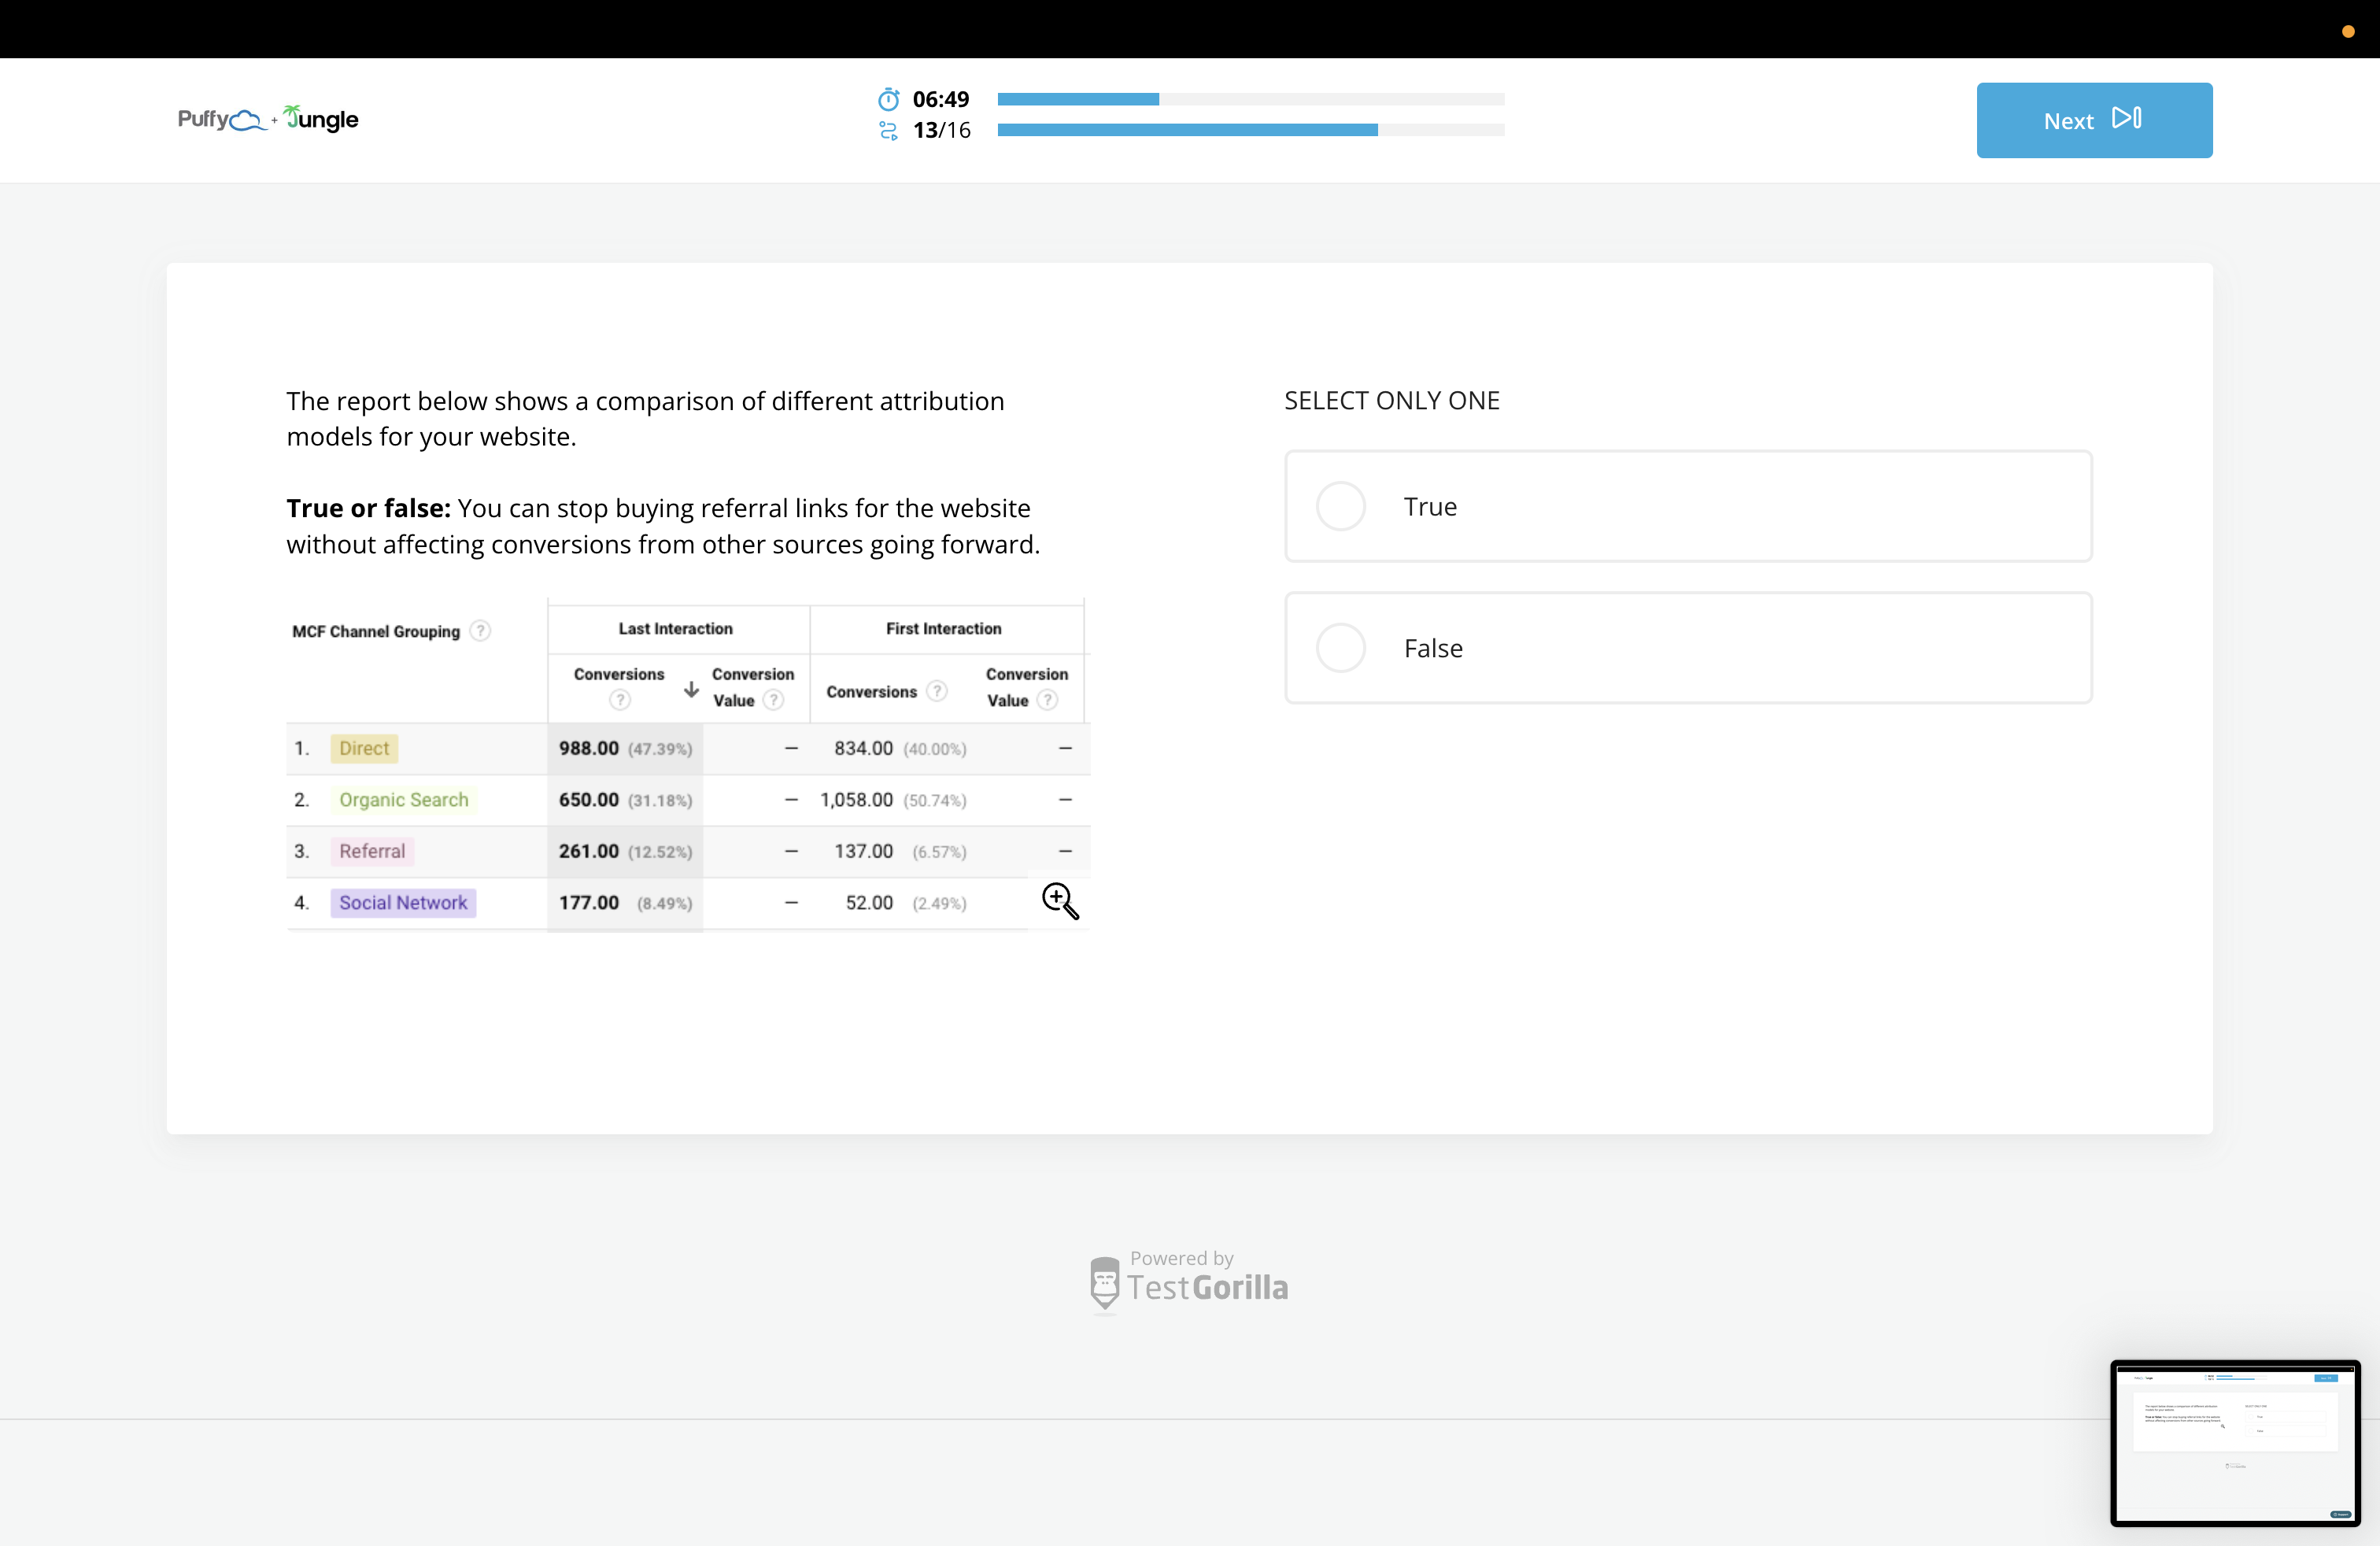 Puffy + Jungle
06:49
13/16
Next
The report below shows a comparison of different attribution
models for your website.
True or false: You can stop buying referral links for the website
without affecting conversions from other sources going forward.
MCF Channel Grouping ?
Last Interaction
First Interaction
Conversions ?
Conversion Value ?
Conversions ?
Conversion Value ?
1. Direct 988.00 (47.39%) — 834.00 (40.00%) —
2. Organic Search 650.00 (31.18%) — 1,058.00 (50.74%) —
3. Referral 261.00 (12.52%) — 137.00 (6.57%) —
4. Social Network 177.00 (8.49%) — 52.00 (2.49%)
SELECT ONLY ONE
True
False
Powered by
TestGorilla